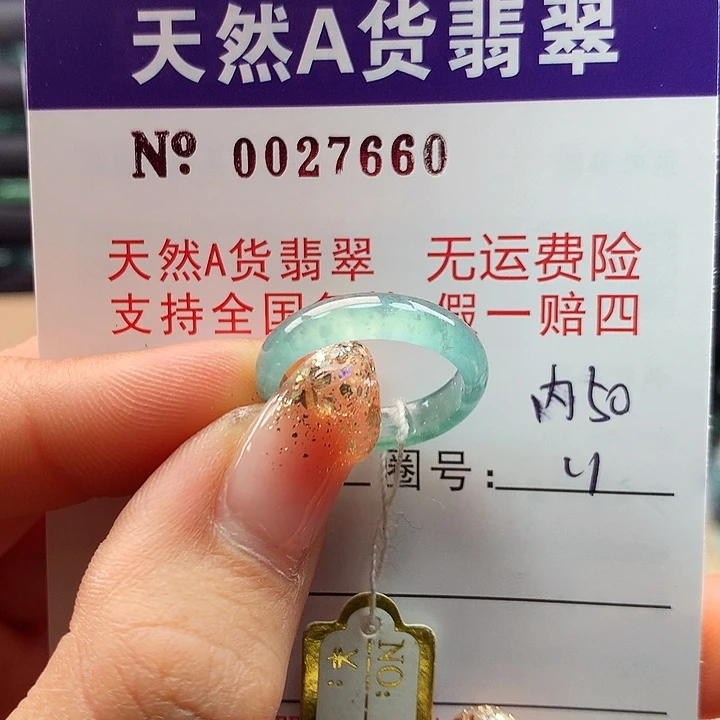 天然A货翡翠
Nº. 0027660
天然A货翡翠 无运费险
支持全国 假一赔四
内50
圈号:
NO: